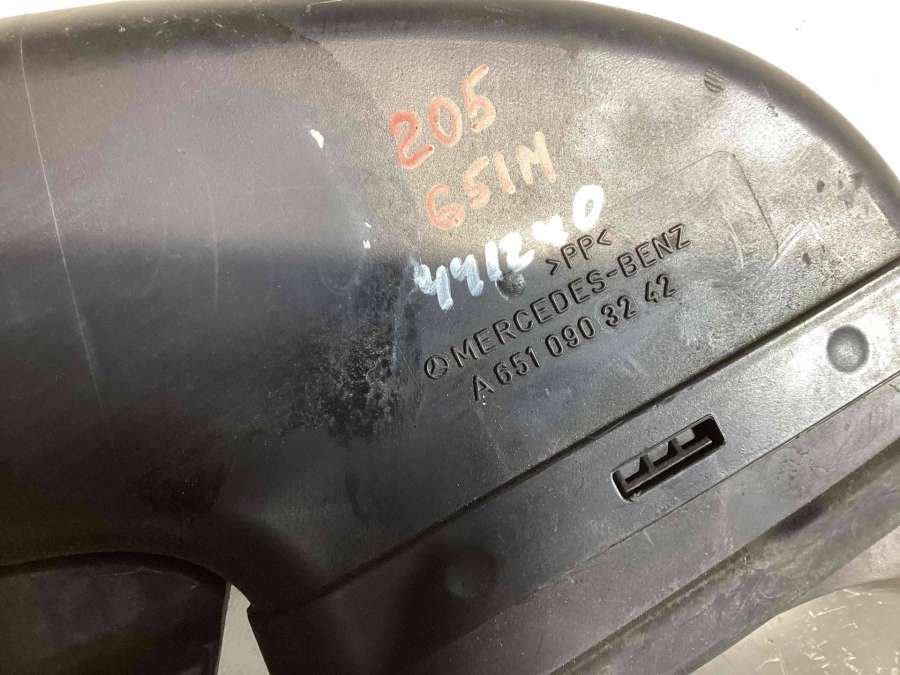 205
651M
441240
>PP<
MERCEDES-BENZ
A 651 090 32 42